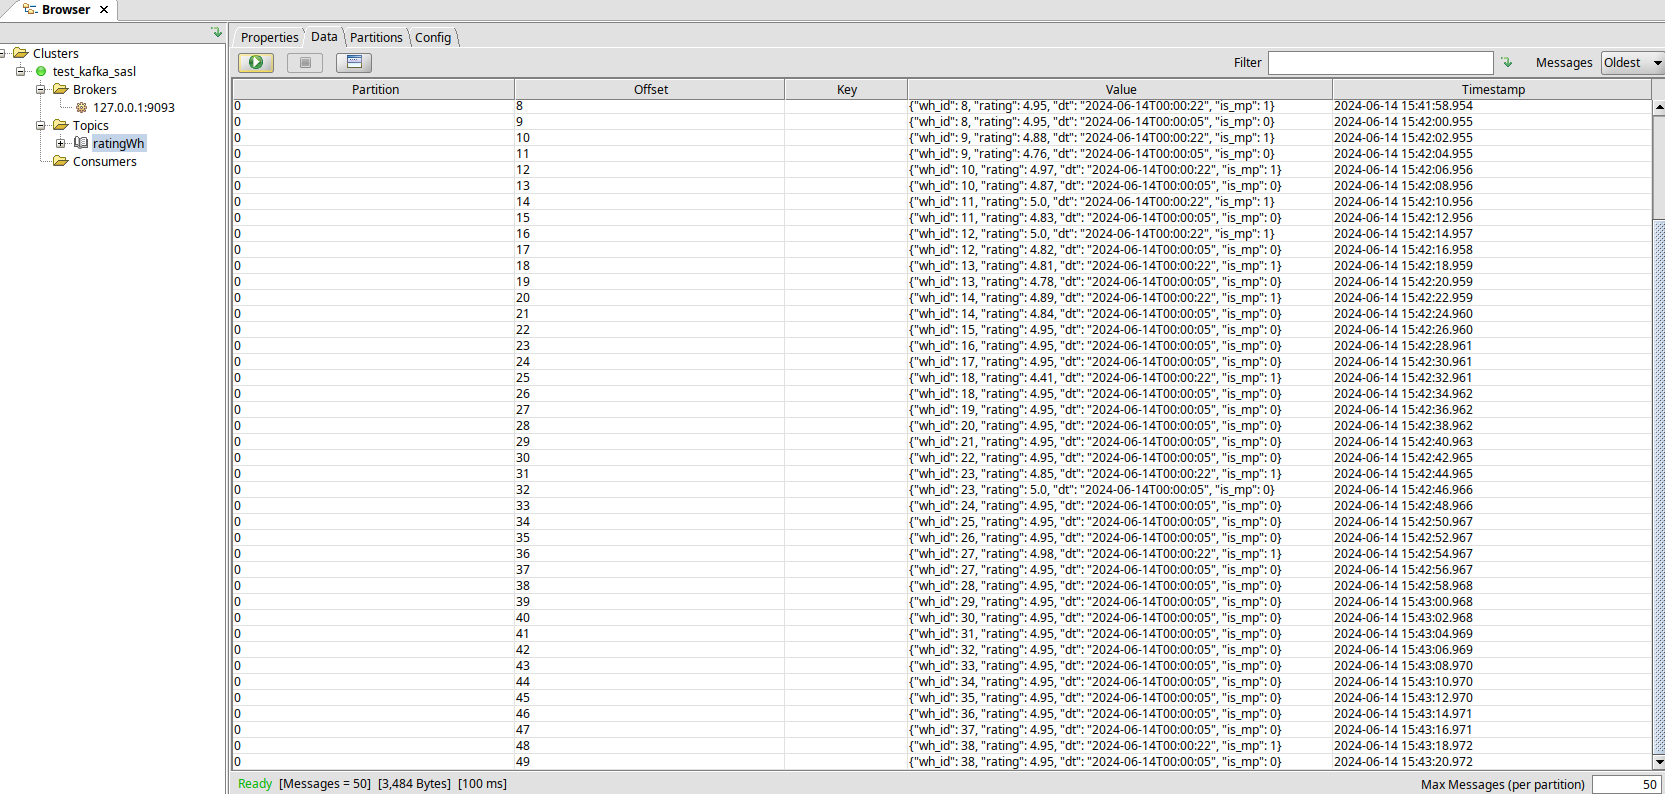 Browser
Clusters
test_kafka_sasl
Brokers
127.0.0.1:9093
Topics
ratingWh
Consumers
Properties Data Partitions Config
Filter Messages Oldest
Partition Offset Key Value Timestamp
0 8 {"wh_id": 8, "rating": 4.95, "dt": "2024-06-14T00:00:22", "is_mp": 1} 2024-06-14 15:41:58.954
0 9 {"wh_id": 8, "rating": 4.95, "dt": "2024-06-14T00:00:05", "is_mp": 0} 2024-06-14 15:42:00.955
0 10 {"wh_id": 9, "rating": 4.88, "dt": "2024-06-14T00:00:22", "is_mp": 1} 2024-06-14 15:42:02.955
0 11 {"wh_id": 9, "rating": 4.76, "dt": "2024-06-14T00:00:05", "is_mp": 0} 2024-06-14 15:42:04.955
0 12 {"wh_id": 10, "rating": 4.97, "dt": "2024-06-14T00:00:22", "is_mp": 1} 2024-06-14 15:42:06.956
0 13 {"wh_id": 10, "rating": 4.87, "dt": "2024-06-14T00:00:05", "is_mp": 0} 2024-06-14 15:42:08.956
0 14 {"wh_id": 11, "rating": 5.0, "dt": "2024-06-14T00:00:22", "is_mp": 1} 2024-06-14 15:42:10.956
0 15 {"wh_id": 11, "rating": 4.83, "dt": "2024-06-14T00:00:05", "is_mp": 0} 2024-06-14 15:42:12.956
0 16 {"wh_id": 12, "rating": 5.0, "dt": "2024-06-14T00:00:22", "is_mp": 1} 2024-06-14 15:42:14.957
0 17 {"wh_id": 12, "rating": 4.82, "dt": "2024-06-14T00:00:05", "is_mp": 0} 2024-06-14 15:42:16.958
0 18 {"wh_id": 13, "rating": 4.81, "dt": "2024-06-14T00:00:22", "is_mp": 1} 2024-06-14 15:42:18.959
0 19 {"wh_id": 13, "rating": 4.78, "dt": "2024-06-14T00:00:05", "is_mp": 0} 2024-06-14 15:42:20.959
0 20 {"wh_id": 14, "rating": 4.89, "dt": "2024-06-14T00:00:22", "is_mp": 1} 2024-06-14 15:42:22.959
0 21 {"wh_id": 14, "rating": 4.84, "dt": "2024-06-14T00:00:05", "is_mp": 0} 2024-06-14 15:42:24.960
0 22 {"wh_id": 15, "rating": 4.95, "dt": "2024-06-14T00:00:05", "is_mp": 0} 2024-06-14 15:42:26.960
0 23 {"wh_id": 16, "rating": 4.95, "dt": "2024-06-14T00:00:05", "is_mp": 0} 2024-06-14 15:42:28.961
0 24 {"wh_id": 17, "rating": 4.95, "dt": "2024-06-14T00:00:05", "is_mp": 0} 2024-06-14 15:42:30.961
0 25 {"wh_id": 18, "rating": 4.41, "dt": "2024-06-14T00:00:22", "is_mp": 1} 2024-06-14 15:42:32.961
0 26 {"wh_id": 18, "rating": 4.95, "dt": "2024-06-14T00:00:05", "is_mp": 0} 2024-06-14 15:42:34.962
0 27 {"wh_id": 19, "rating": 4.95, "dt": "2024-06-14T00:00:05", "is_mp": 0} 2024-06-14 15:42:36.962
0 28 {"wh_id": 20, "rating": 4.95, "dt": "2024-06-14T00:00:05", "is_mp": 0} 2024-06-14 15:42:38.962
0 29 {"wh_id": 21, "rating": 4.95, "dt": "2024-06-14T00:00:05", "is_mp": 0} 2024-06-14 15:42:40.963
0 30 {"wh_id": 22, "rating": 4.95, "dt": "2024-06-14T00:00:05", "is_mp": 0} 2024-06-14 15:42:42.965
0 31 {"wh_id": 23, "rating": 4.85, "dt": "2024-06-14T00:00:22", "is_mp": 1} 2024-06-14 15:42:44.965
0 32 {"wh_id": 23, "rating": 5.0, "dt": "2024-06-14T00:00:05", "is_mp": 0} 2024-06-14 15:42:46.966
0 33 {"wh_id": 24, "rating": 4.95, "dt": "2024-06-14T00:00:05", "is_mp": 0} 2024-06-14 15:42:48.966
0 34 {"wh_id": 25, "rating": 4.95, "dt": "2024-06-14T00:00:05", "is_mp": 0} 2024-06-14 15:42:50.967
0 35 {"wh_id": 26, "rating": 4.95, "dt": "2024-06-14T00:00:05", "is_mp": 0} 2024-06-14 15:42:52.967
0 36 {"wh_id": 27, "rating": 4.98, "dt": "2024-06-14T00:00:22", "is_mp": 1} 2024-06-14 15:42:54.967
0 37 {"wh_id": 27, "rating": 4.95, "dt": "2024-06-14T00:00:05", "is_mp": 0} 2024-06-14 15:42:56.967
0 38 {"wh_id": 28, "rating": 4.95, "dt": "2024-06-14T00:00:05", "is_mp": 0} 2024-06-14 15:42:58.968
0 39 {"wh_id": 29, "rating": 4.95, "dt": "2024-06-14T00:00:05", "is_mp": 0} 2024-06-14 15:43:00.968
0 40 {"wh_id": 30, "rating": 4.95, "dt": "2024-06-14T00:00:05", "is_mp": 0} 2024-06-14 15:43:02.968
0 41 {"wh_id": 31, "rating": 4.95, "dt": "2024-06-14T00:00:05", "is_mp": 0} 2024-06-14 15:43:04.969
0 42 {"wh_id": 32, "rating": 4.95, "dt": "2024-06-14T00:00:05", "is_mp": 0} 2024-06-14 15:43:06.969
0 43 {"wh_id": 33, "rating": 4.95, "dt": "2024-06-14T00:00:05", "is_mp": 0} 2024-06-14 15:43:08.970
0 44 {"wh_id": 34, "rating": 4.95, "dt": "2024-06-14T00:00:05", "is_mp": 0} 2024-06-14 15:43:10.970
0 45 {"wh_id": 35, "rating": 4.95, "dt": "2024-06-14T00:00:05", "is_mp": 0} 2024-06-14 15:43:12.970
0 46 {"wh_id": 36, "rating": 4.95, "dt": "2024-06-14T00:00:05", "is_mp": 0} 2024-06-14 15:43:14.971
0 47 {"wh_id": 37, "rating": 4.95, "dt": "2024-06-14T00:00:05", "is_mp": 0} 2024-06-14 15:43:16.971
0 48 {"wh_id": 38, "rating": 4.95, "dt": "2024-06-14T00:00:22", "is_mp": 1} 2024-06-14 15:43:18.972
0 49 {"wh_id": 38, "rating": 4.95, "dt": "2024-06-14T00:00:05", "is_mp": 0} 2024-06-14 15:43:20.972
Ready [Messages = 50] [3,484 Bytes] [100 ms] Max Messages (per partition) 50